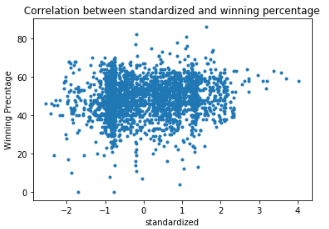 Correlation between standardized and winning percentage
Winning Precntage
80
60
40
20
0
−2 −1 0 1 2 3 4
standardized